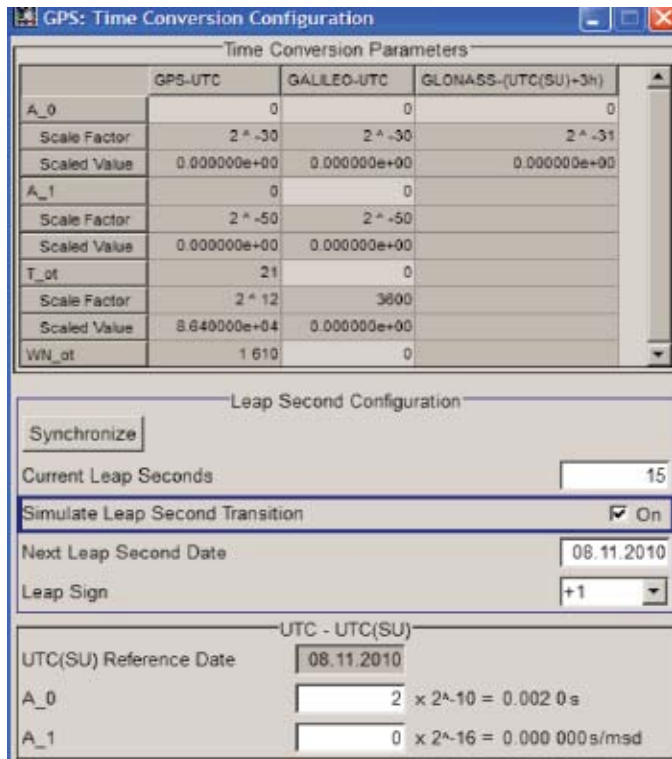 GPS: Time Conversion Configuration
Time Conversion Parameters
GPS-UTC GALILEO-UTC GLONASS-(UTC(SU)+3h)
A_0 0 0 0
Scale Factor 2 ^ -30 2 ^ -30 2 ^ -31
Scaled Value 0.000000e+00 0.000000e+00 0.000000e+00
A_1 0 0
Scale Factor 2 ^ -50 2 ^ -50
Scaled Value 0.000000e+00 0.000000e+00
T_ot 21 0
Scale Factor 2 ^ 12 3600
Scaled Value 8.640000e+04 0.000000e+00
WN_ot 1 610 0
Leap Second Configuration
Synchronize
Current Leap Seconds 15
Simulate Leap Second Transition On
Next Leap Second Date 08.11.2010
Leap Sign +1
UTC - UTC(SU)
UTC(SU) Reference Date 08.11.2010
A_0 2 x 2^-10 = 0.002 0 s
A_1 0 x 2^-16 = 0.000 000 s/msd